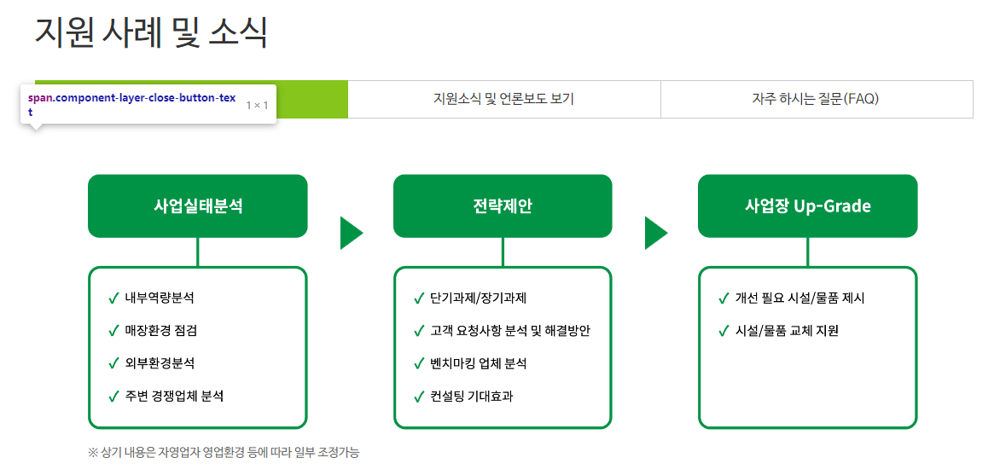 지원 사례 및 소식
span.component-layer-close-button-tex
t
1 × 1
지원소식 및 언론보도 보기
자주 하시는 질문(FAQ)
사업실태분석
전략제안
사업장 Up-Grade
✓ 내부역량분석
✓ 매장환경 점검
✓ 외부환경분석
✓ 주변 경쟁업체 분석
✓ 단기과제/장기과제
✓ 고객 요청사항 분석 및 해결방안
✓ 벤치마킹 업체 분석
✓ 컨설팅 기대효과
✓ 개선 필요 시설/물품 제시
✓ 시설/물품 교체 지원
※ 상기 내용은 자영업자 영업환경 등에 따라 일부 조정가능